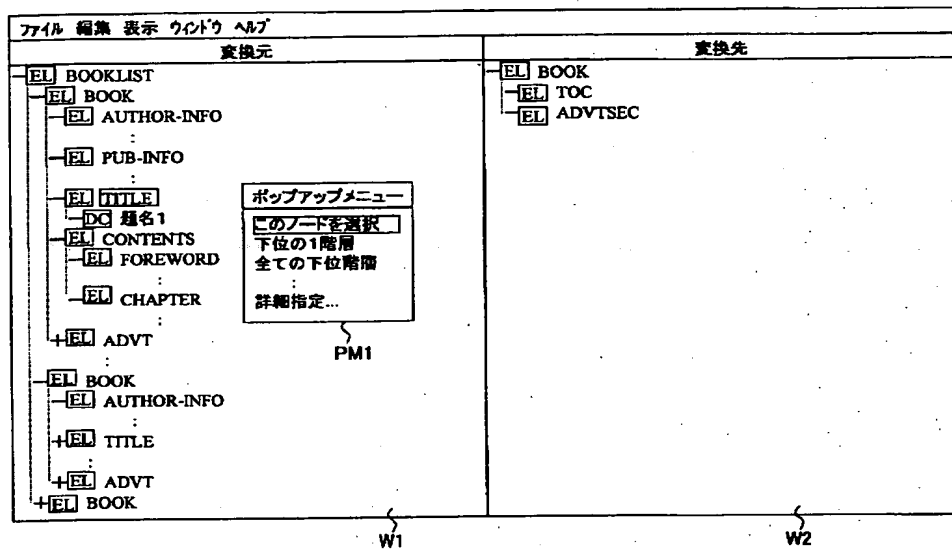 ファイル 編集 表示 ウィンドウ ヘルプ
変換元
EL BOOKLIST
EL BOOK
EL AUTHOR-INFO
EL PUB-INFO
EL TITLE
DC 題名1
EL CONTENTS
EL FOREWORD
EL CHAPTER
EL ADVT
EL BOOK
EL AUTHOR-INFO
EL TITLE
EL ADVT
EL BOOK
ポップアップメニュー
このノードを選択
下位の1階層
全ての下位階層
詳細指定...
PM1
W1
変換先
EL BOOK
EL TOC
EL ADVTSEC
W2